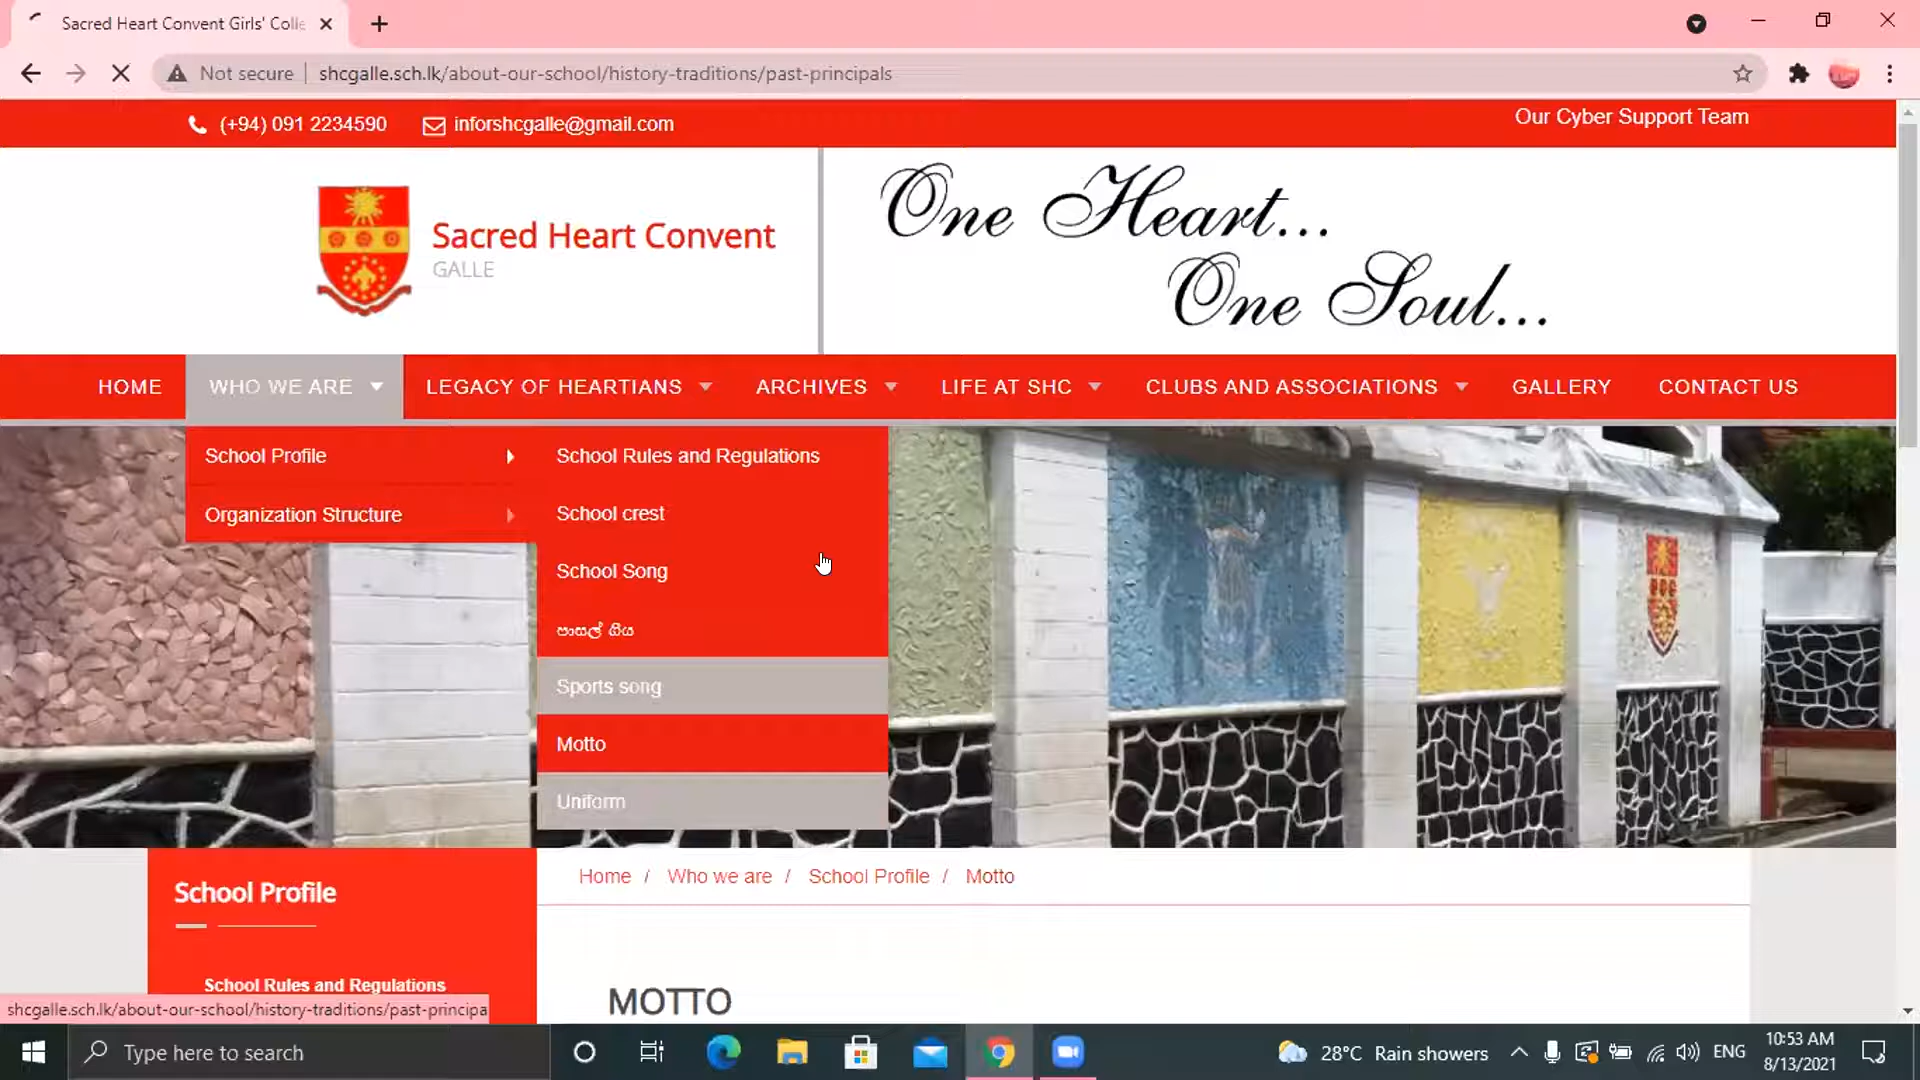 Sacred Heart Convent Girls' Colle
Not secure
shcgalle.sch.lk/about-our-school/history-traditions/past-principals
(+94) 091 2234590
inforshcgalle@gmail.com
Our Cyber Support Team
Sacred Heart Convent
GALLE
One Heart...
One Soul...
HOME
WHO WE ARE
LEGACY OF HEARTIANS
ARCHIVES
LIFE AT SHC
CLUBS AND ASSOCIATIONS
GALLERY
CONTACT US
School Profile
Organization Structure
School Rules and Regulations
School crest
School Song
පාසල් ගීය
Sports song
Motto
Uniform
School Profile
School Rules and Regulations
Home / Who we are / School Profile / Motto
MOTTO
shcgalle.sch.lk/about-our-school/history-traditions/past-principa
Type here to search
28°C Rain showers
ENG
10:53 AM
8/13/2021